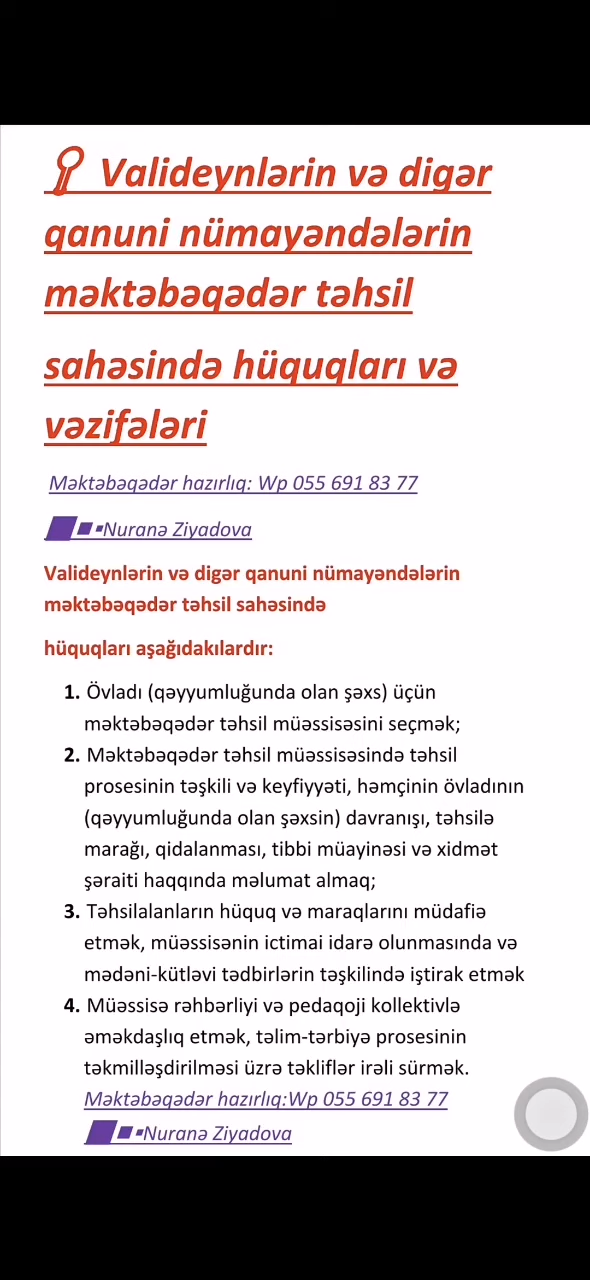 Valideynlərin və digər
qanuni nümayəndələrin
məktəbəqədər təhsil
sahəsində hüquqları və
vəzifələri
Məktəbəqədər hazırlıq: Wp 055 691 83 77
Nuranə Ziyadova
Valideynlərin və digər qanuni nümayəndələrin
məktəbəqədər təhsil sahəsində
hüquqları aşağıdakılardır:
1. Övladı (qəyyumluğunda olan şəxs) üçün
məktəbəqədər təhsil müəssisəsini seçmək;
2. Məktəbəqədər təhsil müəssisəsində təhsil
prosesinin təşkili və keyfiyyəti, həmçinin övladının
(qəyyumluğunda olan şəxsin) davranışı, təhsilə
marağı, qidalanması, tibbi müayinəsi və xidmət
şəraiti haqqında məlumat almaq;
3. Təhsilalanların hüquq və maraqlarını müdafiə
etmək, müəssisənin ictimai idarə olunmasında və
mədəni-kütləvi tədbirlərin təşkilində iştirak etmək
4. Müəssisə rəhbərliyi və pedaqoji kollektivlə
əməkdaşlıq etmək, təlim-tərbiyə prosesinin
təkmilləşdirilməsi üzrə təkliflər irəli sürmək.
Məktəbəqədər hazırlıq:Wp 055 691 83 77
Nuranə Ziyadova